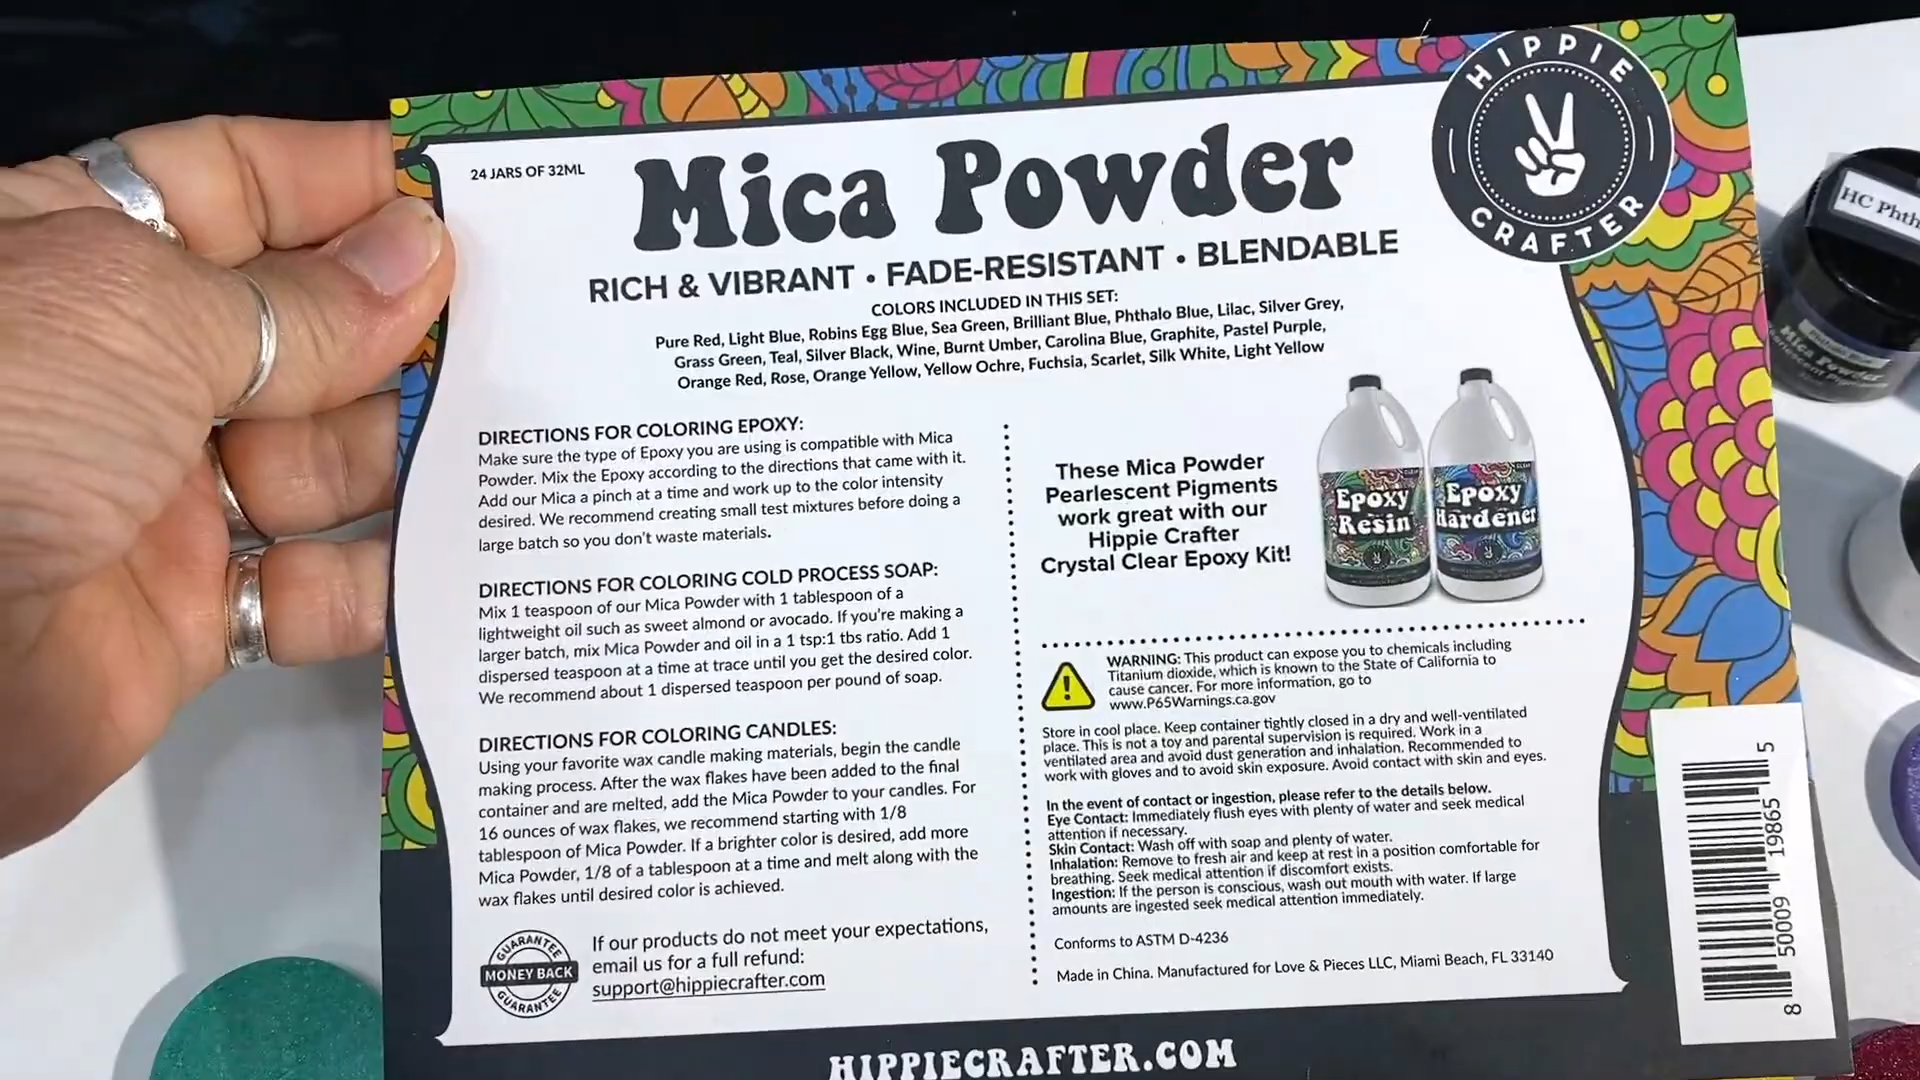 HIPPIE
CRAFTER
24 JARS OF 32ML
Mica Powder
RICH & VIBRANT • FADE-RESISTANT • BLENDABLE
COLORS INCLUDED IN THIS SET:
Pure Red, Light Blue, Robins Egg Blue, Sea Green, Brilliant Blue, Phthalo Blue, Lilac, Silver Grey,
Grass Green, Teal, Silver Black, Wine, Burnt Umber, Carolina Blue, Graphite, Pastel Purple,
Orange Red, Rose, Orange Yellow, Yellow Ochre, Fuchsia, Scarlet, Silk White, Light Yellow
DIRECTIONS FOR COLORING EPOXY:
Make sure the type of Epoxy you are using is compatible with Mica
Powder. Mix the Epoxy according to the directions that came with it.
Add our Mica a pinch at a time and work up to the color intensity
desired. We recommend creating small test mixtures before doing a
large batch so you don't waste materials.
DIRECTIONS FOR COLORING COLD PROCESS SOAP:
Mix 1 teaspoon of our Mica Powder with 1 tablespoon of a
lightweight oil such as sweet almond or avocado. If you're making a
larger batch, mix Mica Powder and oil in a 1 tsp:1 tbs ratio. Add 1
dispersed teaspoon at a time at trace until you get the desired color.
We recommend about 1 dispersed teaspoon per pound of soap.
DIRECTIONS FOR COLORING CANDLES:
Using your favorite wax candle making materials, begin the candle
making process. After the wax flakes have been added to the final
container and are melted, add the Mica Powder to your candles. For
16 ounces of wax flakes, we recommend starting with 1/8
tablespoon of Mica Powder. If a brighter color is desired, add more
Mica Powder, 1/8 of a tablespoon at a time and melt along with the
wax flakes until desired color is achieved.
GUARANTEE
MONEY BACK
GUARANTEE
If our products do not meet your expectations,
email us for a full refund:
support@hippiecrafter.com
These Mica Powder
Pearlescent Pigments
work great with our
Hippie Crafter
Crystal Clear Epoxy Kit!
Epoxy
Resin
Epoxy
Hardener
WARNING: This product can expose you to chemicals including
Titanium dioxide, which is known to the State of California to
cause cancer. For more information, go to
www.P65Warnings.ca.gov
Store in cool place. Keep container tightly closed in a dry and well-ventilated
place. This is not a toy and parental supervision is required. Work in a
ventilated area and avoid dust generation and inhalation. Recommended to
work with gloves and to avoid skin exposure. Avoid contact with skin and eyes.
In the event of contact or ingestion, please refer to the details below.
Eye Contact: Immediately flush eyes with plenty of water and seek medical
attention if necessary.
Skin Contact: Wash off with soap and plenty of water.
Inhalation: Remove to fresh air and keep at rest in a position comfortable for
breathing. Seek medical attention if discomfort exists.
Ingestion: If the person is conscious, wash out mouth with water. If large
amounts are ingested seek medical attention immediately.
Conforms to ASTM D-4236
Made in China. Manufactured for Love & Pieces LLC, Miami Beach, FL 33140
HIPPIECRAFTER.COM
8 50009 19865 5
HC Phth
Mica Powder